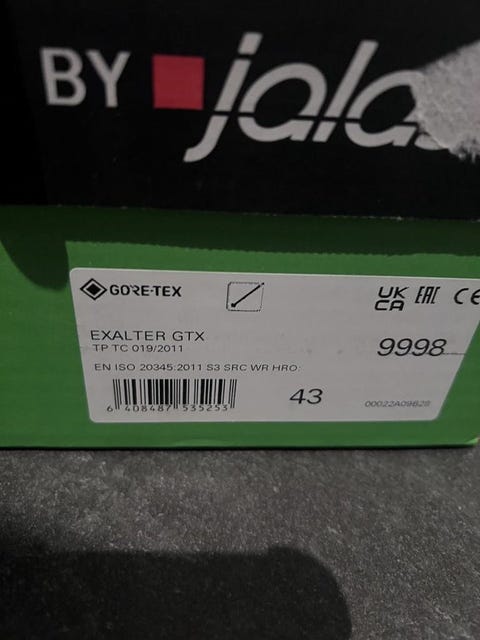 BY jalas
GORE-TEX
UK
CA EAC CE
EXALTER GTX
TP TC 019/2011
9998
EN ISO 20345:2011 S3 SRC WR HRO:
6 408487 535253
43
00022A09B28